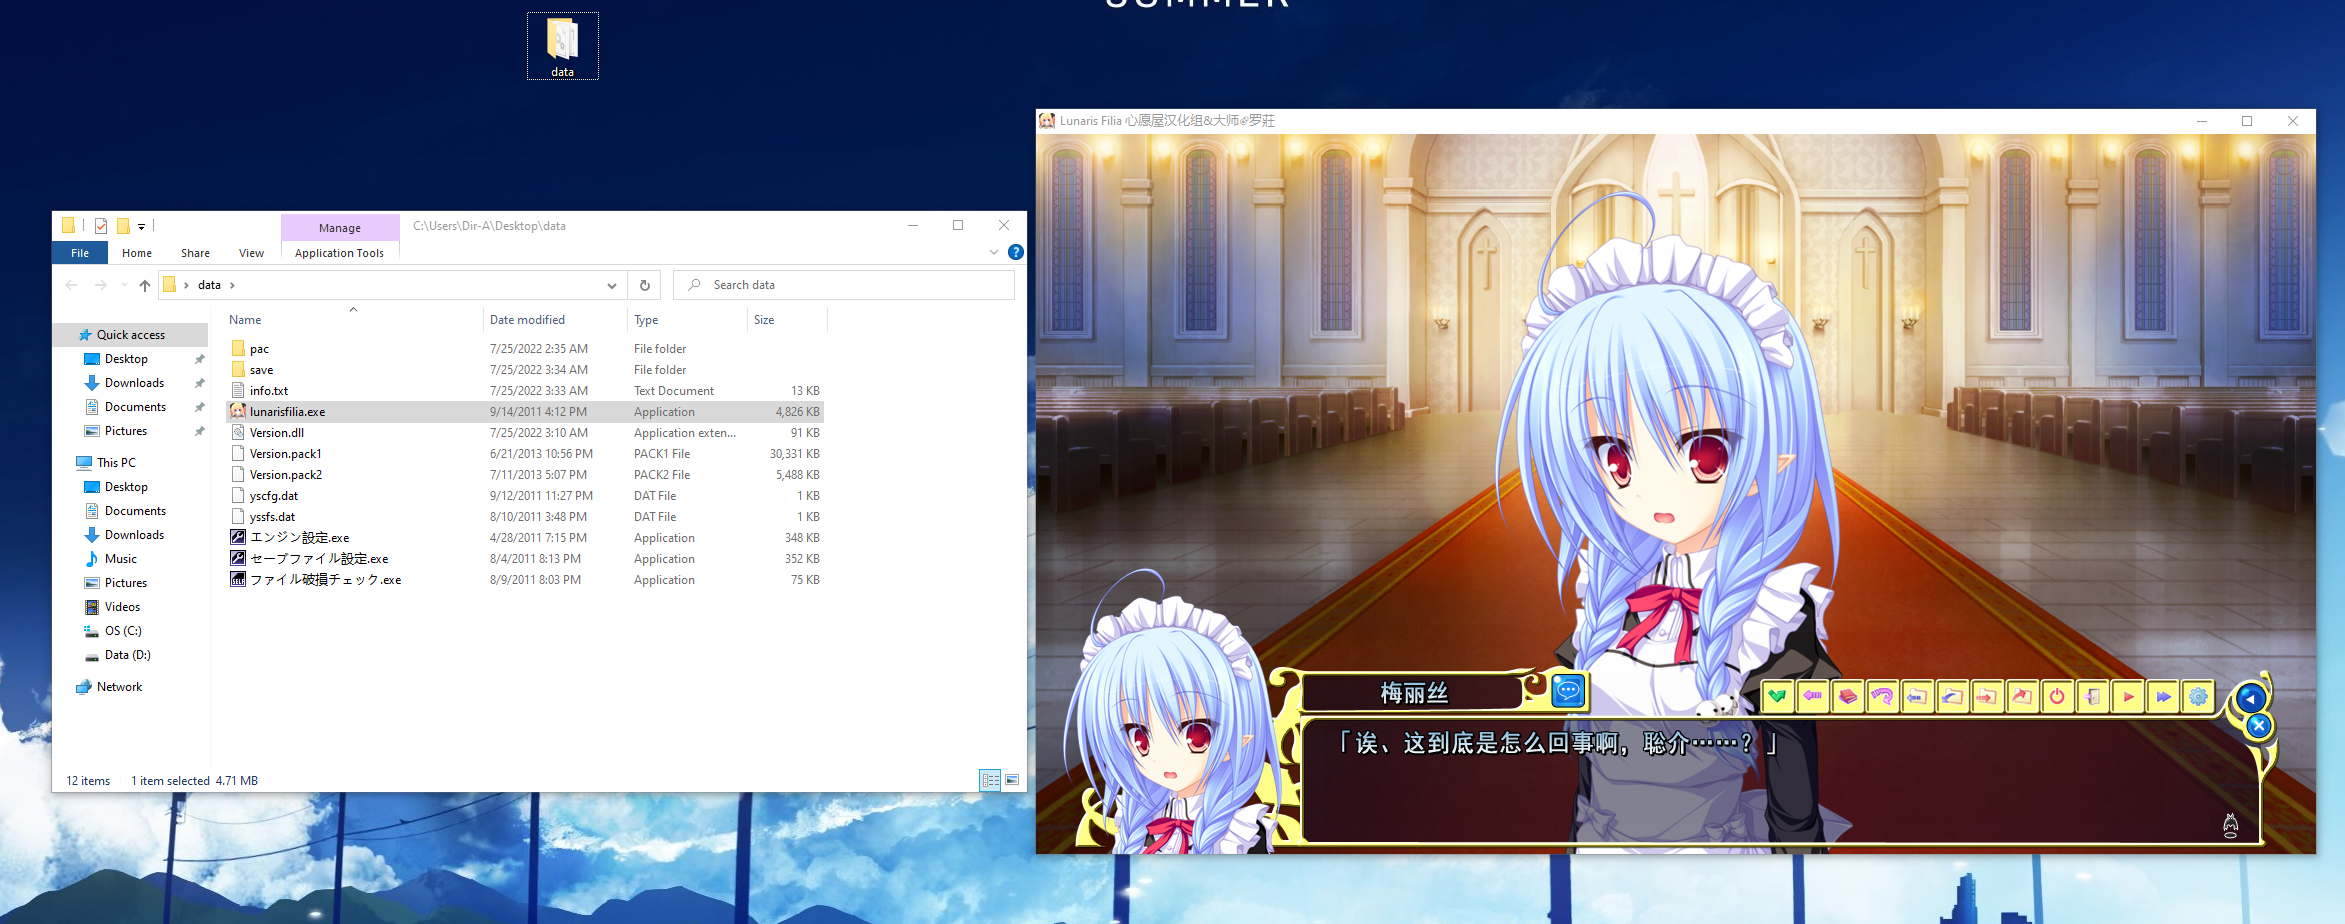 SUMMER
data
Manage
C:\Users\Dir-A\Desktop\data
File
Home
Share
View
Application Tools
data
Search data
Name
Date modified
Type
Size
Quick access
Desktop
Downloads
Documents
Pictures
This PC
Desktop
Documents
Downloads
Music
Pictures
Videos
OS (C:)
Data (D:)
Network
pac 7/25/2022 2:35 AM File folder
save 7/25/2022 3:34 AM File folder
info.txt 7/25/2022 3:33 AM Text Document 13 KB
lunarisfilia.exe 9/14/2011 4:12 PM Application 4,826 KB
Version.dll 7/25/2022 3:10 AM Application exten... 91 KB
Version.pack1 6/21/2013 10:56 PM PACK1 File 30,331 KB
Version.pack2 7/11/2013 5:07 PM PACK2 File 5,488 KB
yscfg.dat 9/12/2011 11:27 PM DAT File 1 KB
yssfs.dat 8/10/2011 3:48 PM DAT File 1 KB
エンジン設定.exe 4/28/2011 7:15 PM Application 348 KB
セーブファイル設定.exe 8/4/2011 8:13 PM Application 352 KB
ファイル破損チェック.exe 8/9/2011 8:03 PM Application 75 KB
12 items
1 item selected 4.71 MB
Lunaris Filia 心愿屋汉化组&大师✐罗莊
梅丽丝
「诶、这到底是怎么回事啊，聡介……？」